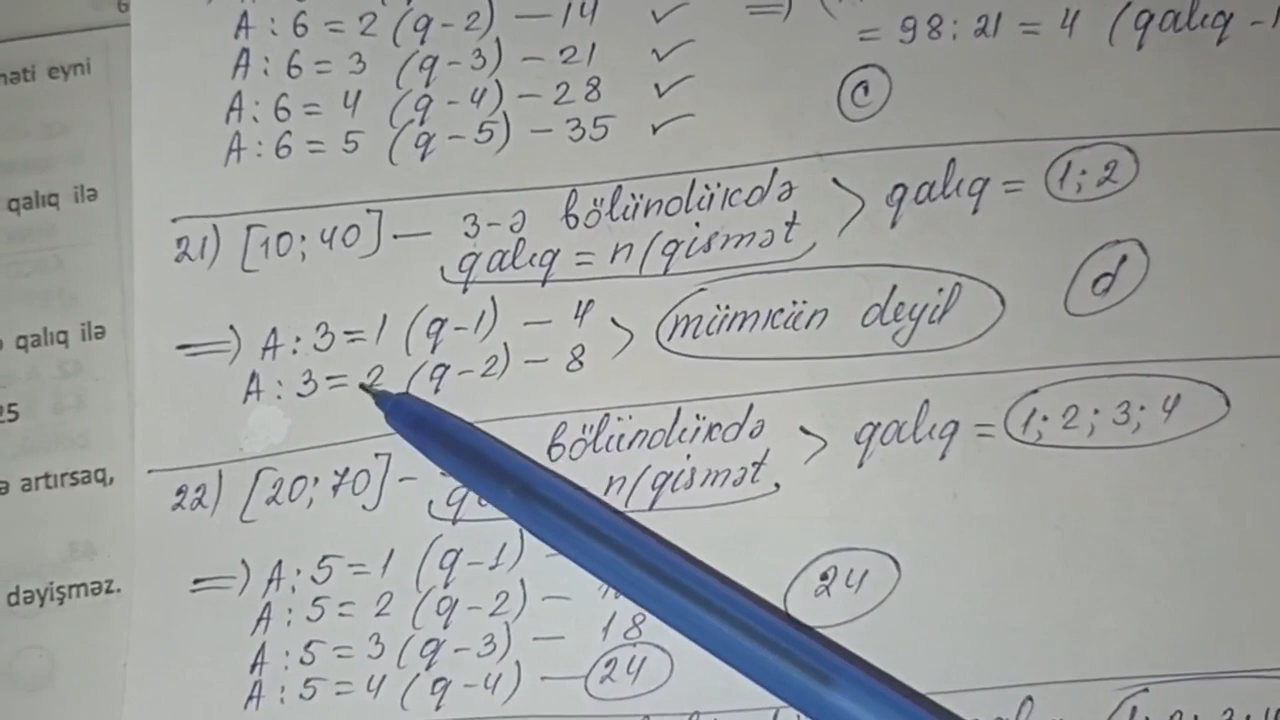 6
A : 6 = 2 (q-2) - 14 ✓
A : 6 = 3 (q-3) - 21 ✓
A : 6 = 4 (q-4) - 28 ✓
A : 6 = 5 (q-5) - 35 ✓
=)
= 98 : 21 = 4 (qalıq -
C
21) [10; 40] - 3-ə bölündükdə
qalıq = n/qismət, > qalıq = 1; 2
=) A : 3 = 1 (q-1) - 4
A : 3 = 2 (q-2) - 8 > mümkün deyil
d
22) [20; 70] - bölündükdə
n/qismət, > qalıq = 1; 2; 3; 4
=) A : 5 = 1 (q-1) -
A : 5 = 2 (q-2) -
A : 5 = 3 (q-3) - 18
A : 5 = 4 (q-4) - 24
24
eyni
qalıq ilə
qalıq ilə
artırsaq,
dəyişməz.